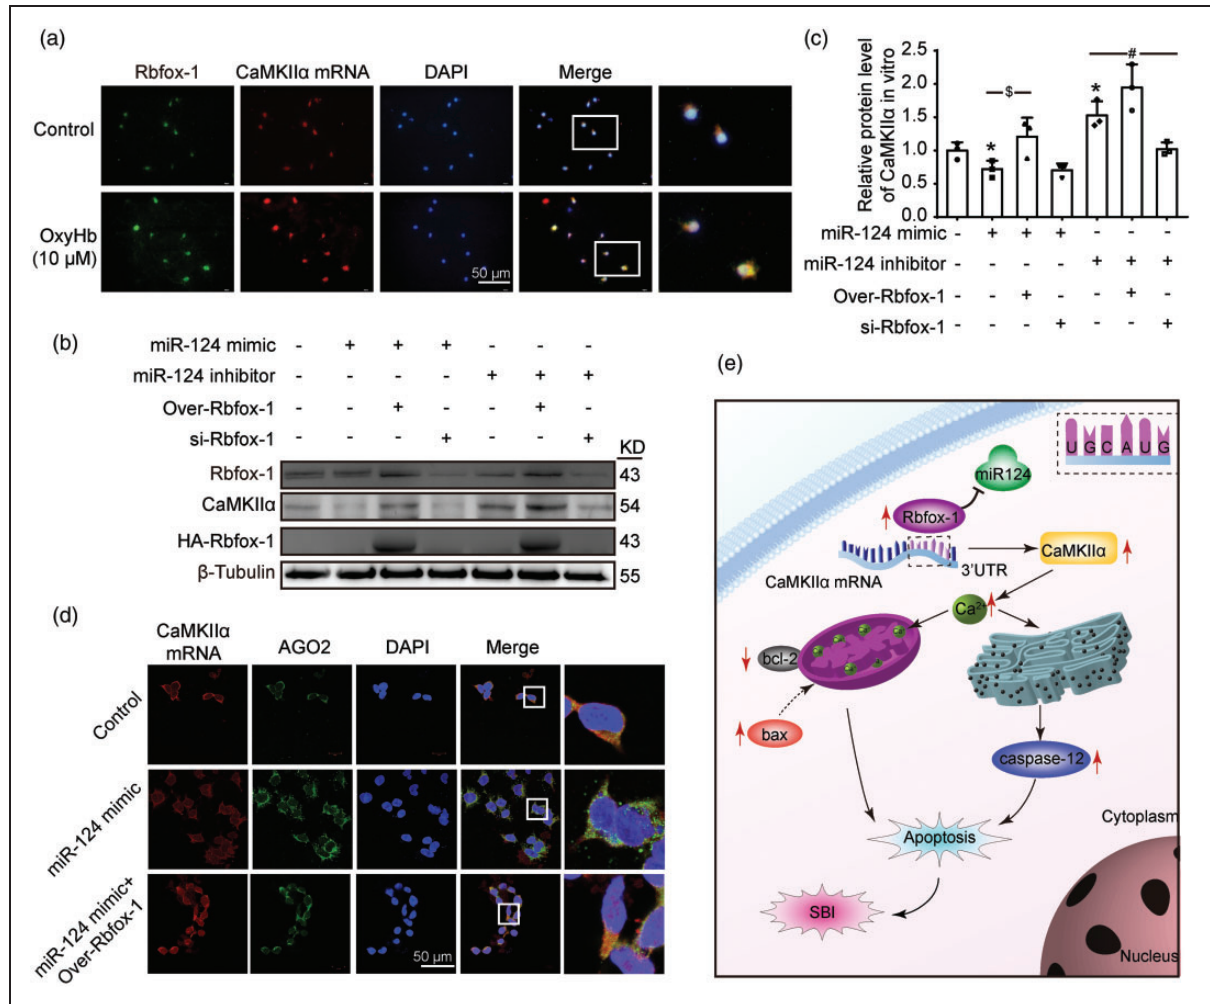 (a)
Rbfox-1 CaMKIIα mRNA DAPI Merge
Control
OxyHb
(10 µM)
50 µm
(b)
miR-124 mimic - + + + - - -
miR-124 inhibitor - - - - + + +
Over-Rbfox-1 - - + - - + -
si-Rbfox-1 - - - + - - +
KD
Rbfox-1 43
CaMKIIα 54
HA-Rbfox-1 43
β-Tubulin 55
(c)
Relative protein level
of CaMKIIα in vitro
2.5
2.0
1.5
1.0
0.5
0.0
* $ * #
miR-124 mimic - + + + - - -
miR-124 inhibitor - - - - + + +
Over-Rbfox-1 - - + - - + -
si-Rbfox-1 - - - + - - +
(d)
CaMKIIα
mRNA
AGO2 DAPI Merge
Control
miR-124 mimic
miR-124 mimic+
Over-Rbfox-1
50 µm
(e)
U G C A U G
miR124
Rbfox-1
CaMKIIα mRNA
3'UTR
CaMKIIα
Ca2+
bcl-2
bax
caspase-12
Apoptosis
SBI
Cytoplasm
Nucleus